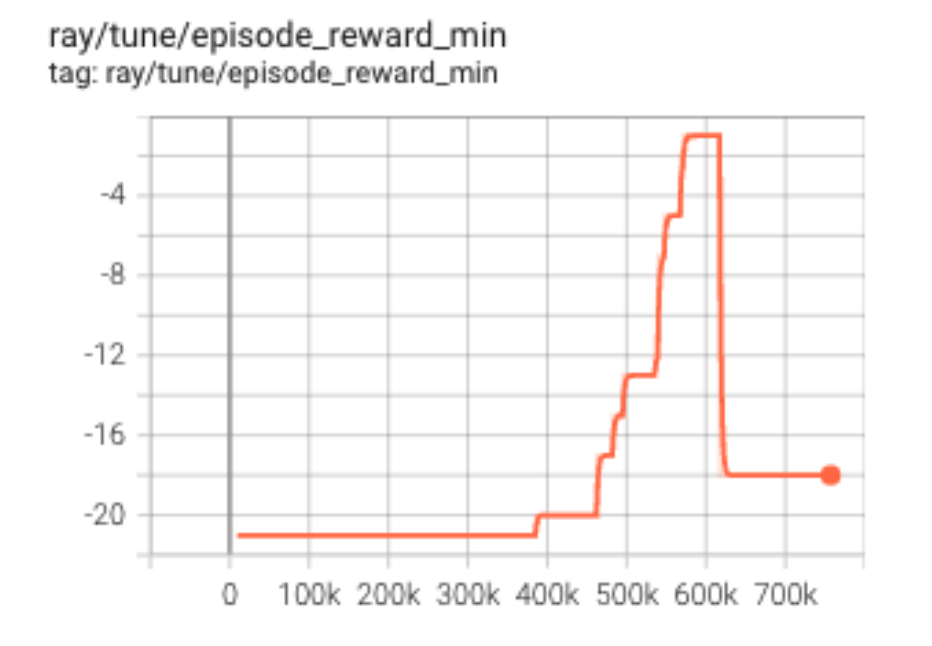 ray/tune/episode_reward_min
tag: ray/tune/episode_reward_min
-4
-8
-12
-16
-20
0 100k 200k 300k 400k 500k 600k 700k